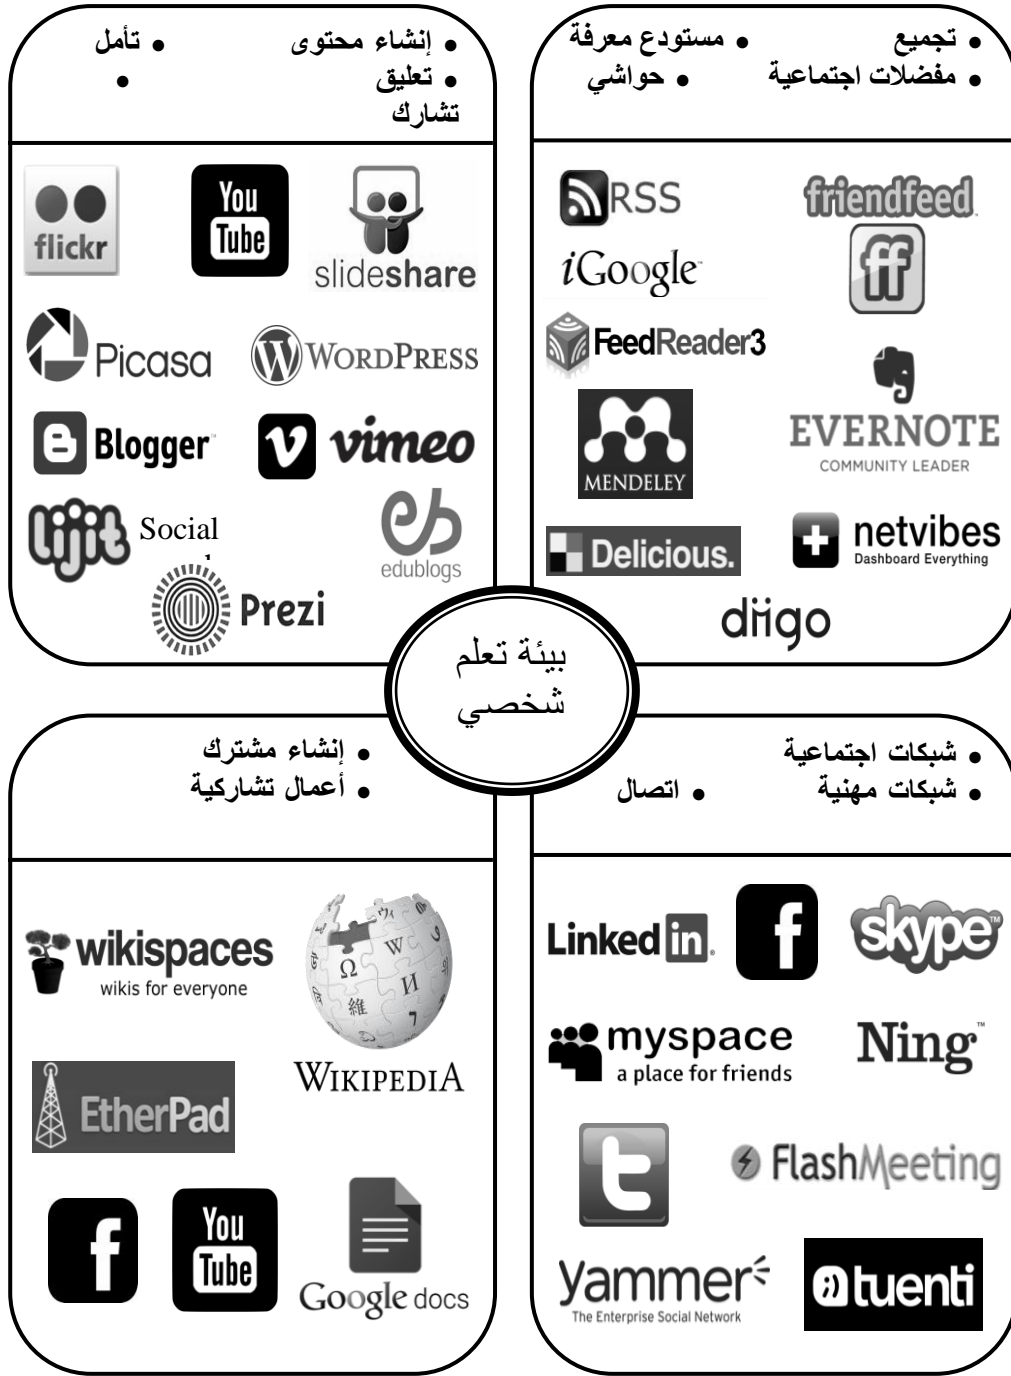 • تجميع • مستودع معرفة
• مفضلات اجتماعية • حواشي
RSS
friendfeed
ff
iGoogle
FeedReader3
MENDELEY
EVERNOTE
COMMUNITY LEADER
Delicious.
netvibes
Dashboard Everything
diigo
• إنشاء محتوى • تأمل
• تعليق •
تشارك
flickr
You
Tube
slideshare
Picasa
WORDPRESS
Blogger
vimeo
lijit
Social
edublogs
Prezi
بيئة تعلم
شخصي
• شبكات اجتماعية
• شبكات مهنية • اتصال
Linked in
f
skype
myspace
a place for friends
Ning
t
FlashMeeting
yammer
The Enterprise Social Network
tuenti
• إنشاء مشترك
• أعمال تشاركية
wikispaces
wikis for everyone
WIKIPEDIA
EtherPad
f
You
Tube
Google docs